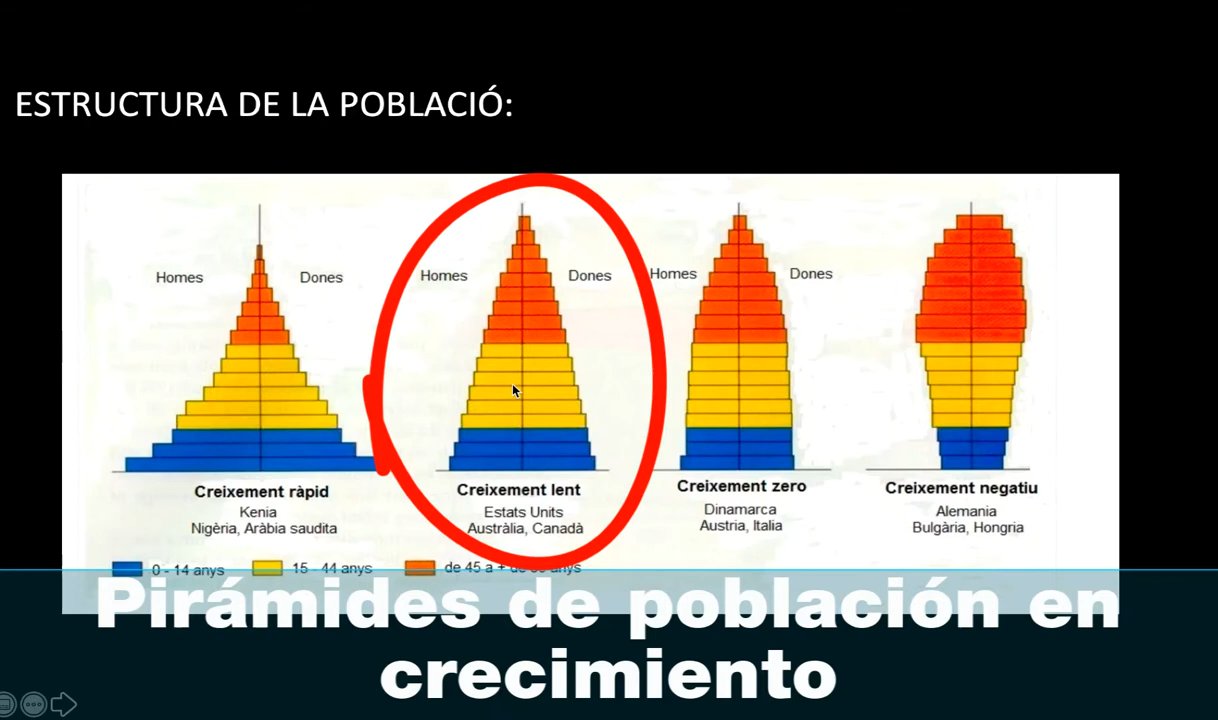 ESTRUCTURA DE LA POBLACIÓ:
Homes
Dones
Homes
Dones
Homes
Dones
Creixement ràpid
Kenia
Nigèria, Aràbia saudita
Creixement lent
Estats Units
Austràlia, Canadà
Creixement zero
Dinamarca
Austria, Italia
Creixement negatiu
Alemania
Bulgària, Hongria
0 - 14 anys
15 - 44 anys
de 45 a + de anys
Pirámides de población en
crecimiento